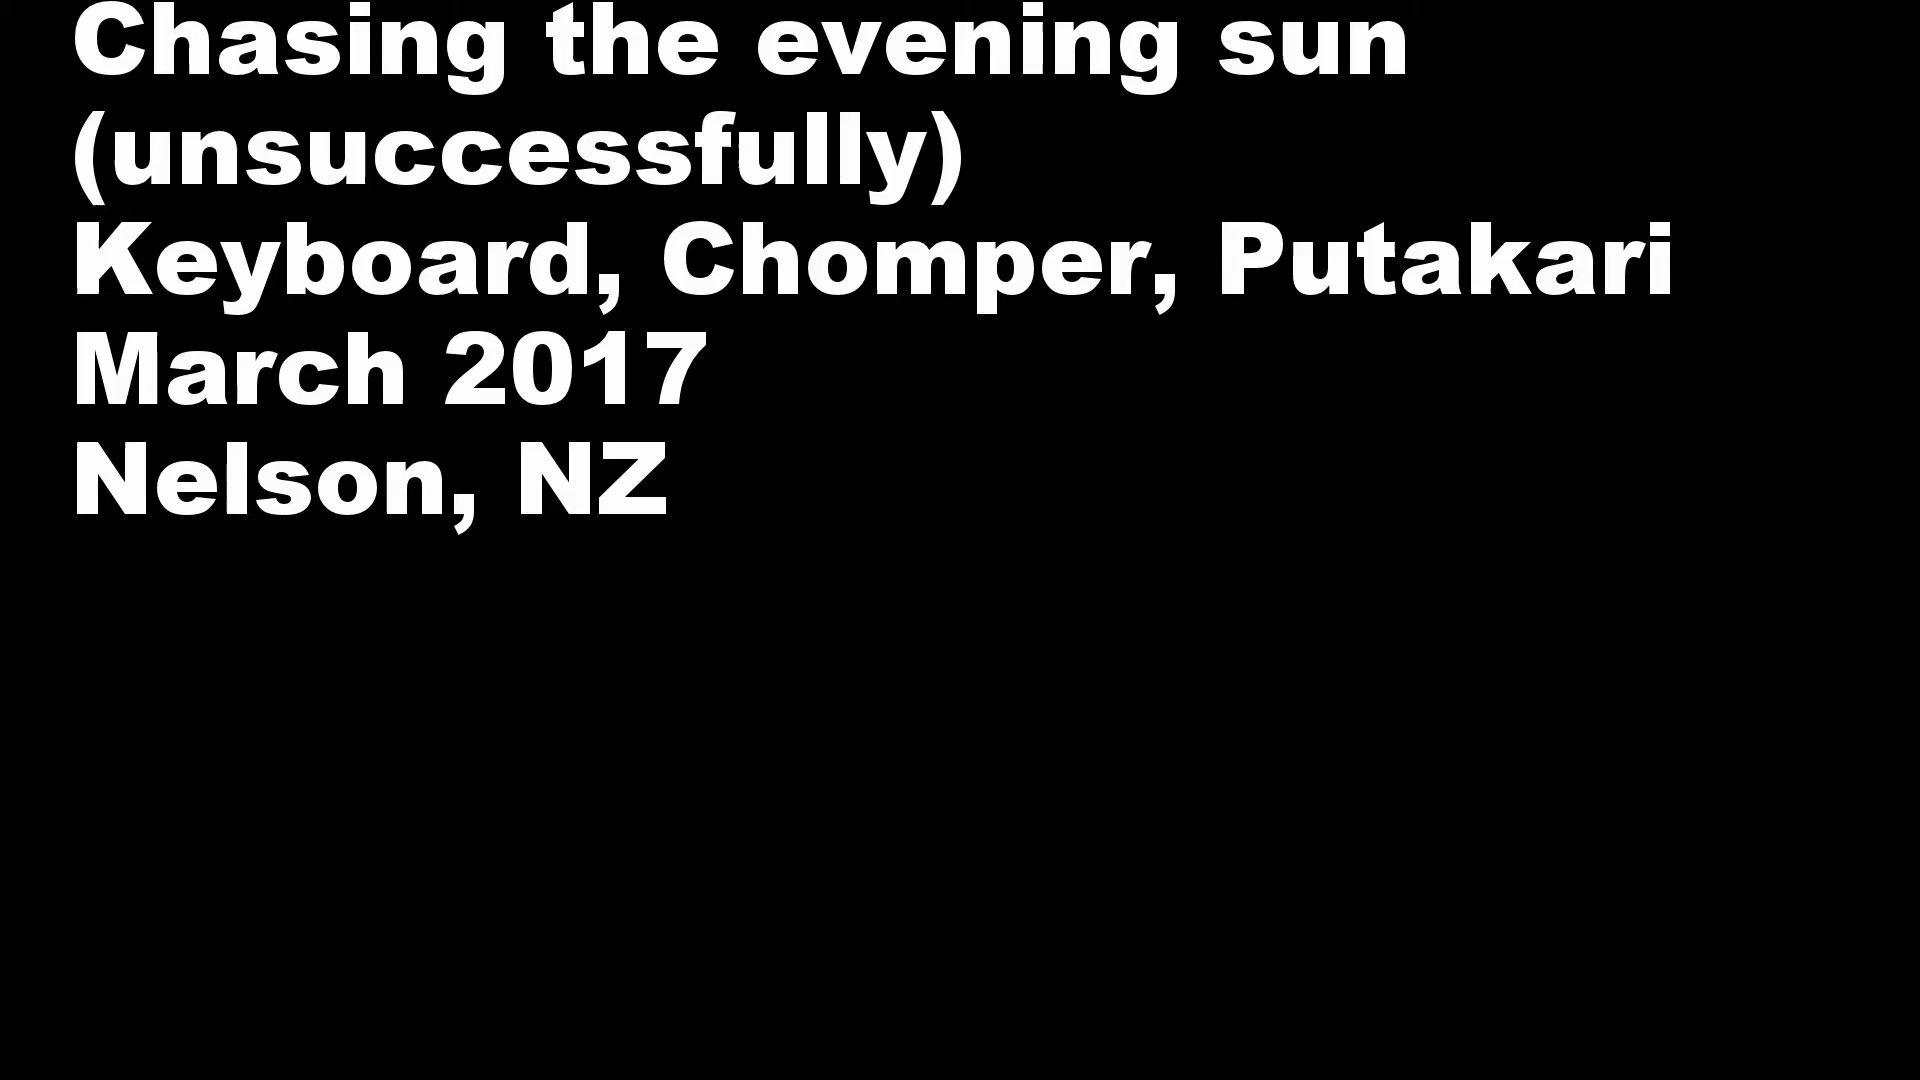 Chasing the evening sun
(unsuccessfully)
Keyboard, Chomper, Putakari
March 2017
Nelson, NZ